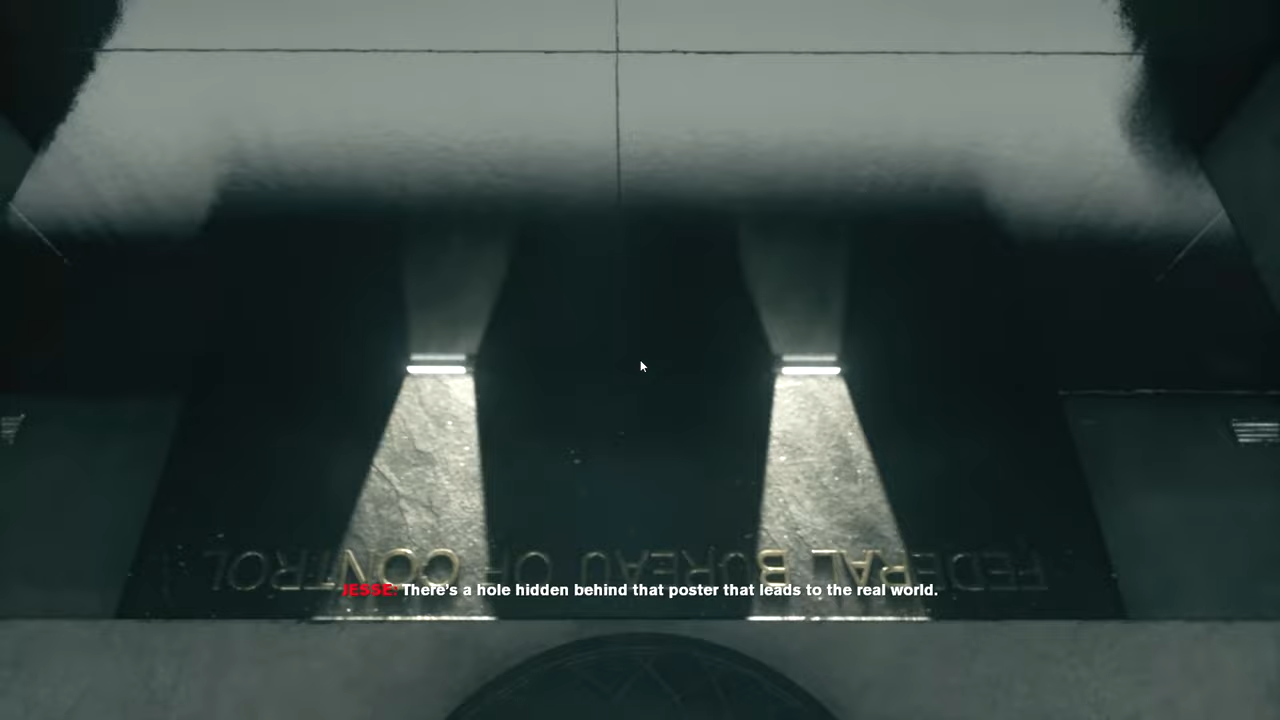 FEDERAL BUREAU OF CONTROL
JESSE: There's a hole hidden behind that poster that leads to the real world.